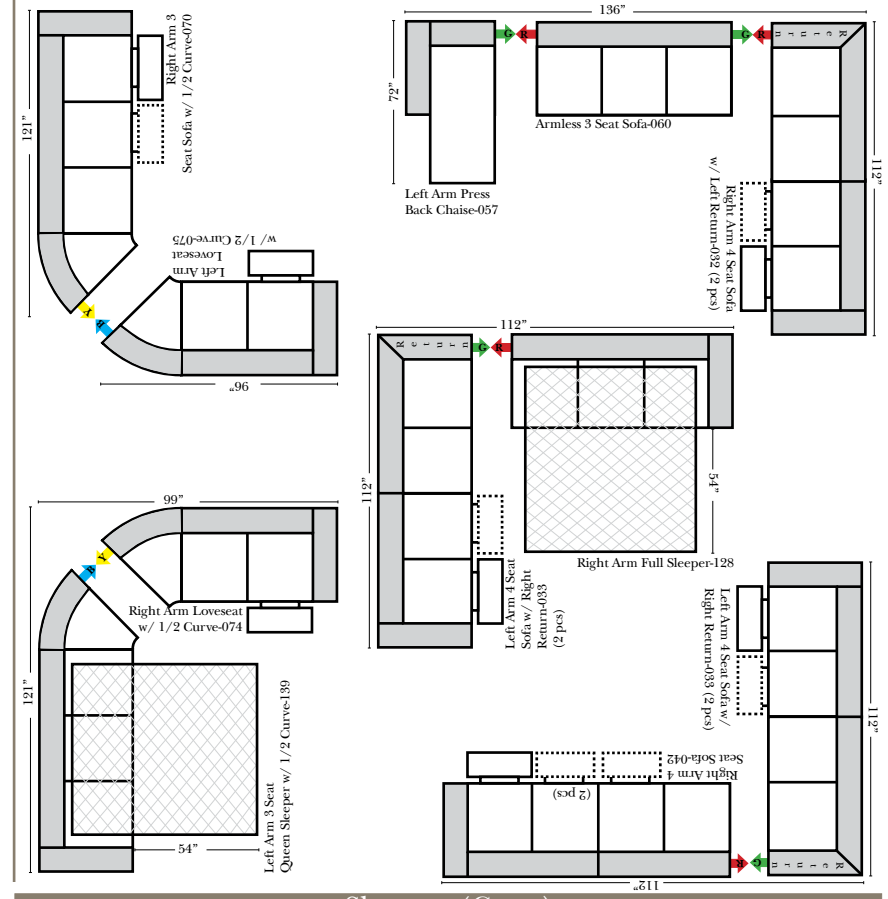 136”
121”
Right Arm 3
Seat Sofa w/ 1/2 Curve-070
72”
G R
G R
Return
Armless 3 Seat Sofa-060
112”
Left Arm Press
Back Chaise-057
Right Arm 4 Seat Sofa
w/ Left Return-032 (2 pcs)
Left Arm
Loveseat
w/ 1/2 Curve-075
Y
B
96”
112”
Return
G R
112”
54”
Right Arm Full Sleeper-128
Left Arm 4 Seat
Sofa w/ Right
Return-033
(2 pcs)
99”
B Y
Right Arm Loveseat
w/ 1/2 Curve-074
121”
54”
Left Arm 3 Seat
Queen Sleeper w/ 1/2 Curve-139
Left Arm 4 Seat Sofa w/
Right Return-033 (2 pcs)
112”
Right Arm 4
Seat Sofa-042
(2 pcs)
R G
Return
112”